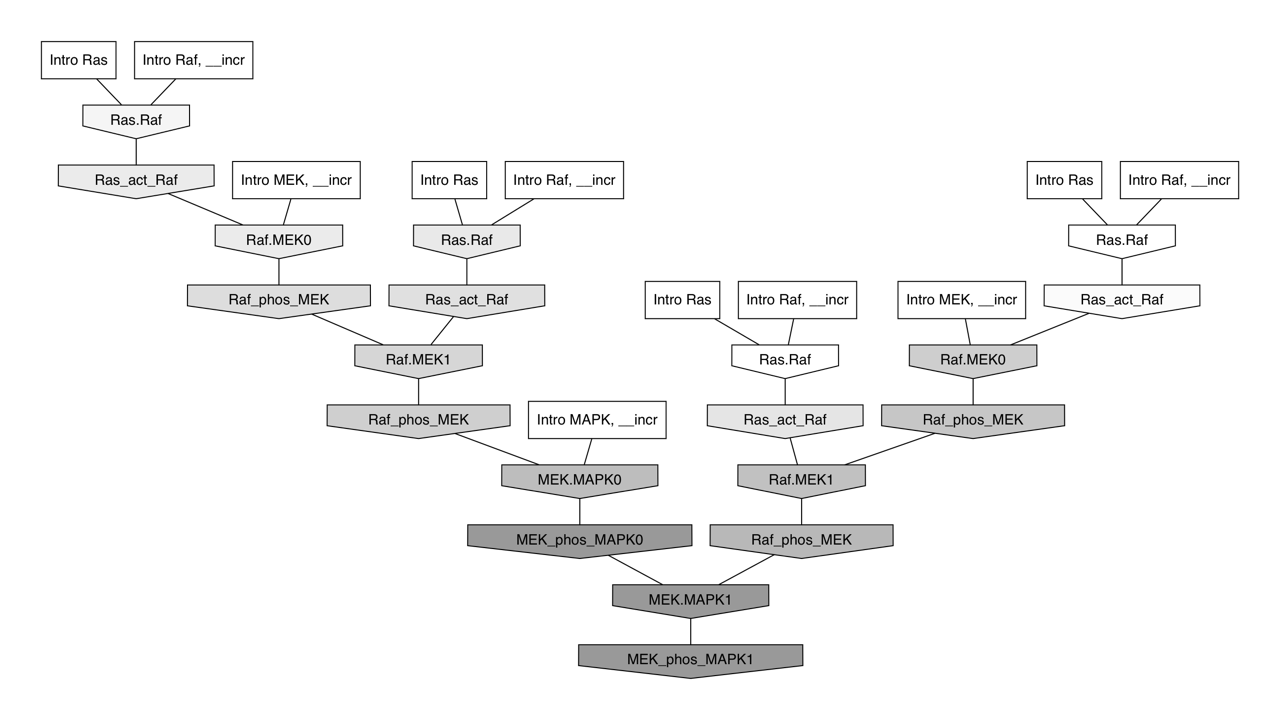 Intro Ras
Intro Raf, __incr
Ras.Raf
Ras_act_Raf
Intro MEK, __incr
Intro Ras
Intro Raf, __incr
Intro Ras
Intro Raf, __incr
Raf.MEK0
Ras.Raf
Ras.Raf
Raf_phos_MEK
Ras_act_Raf
Intro Ras
Intro Raf, __incr
Intro MEK, __incr
Ras_act_Raf
Raf.MEK1
Ras.Raf
Raf.MEK0
Raf_phos_MEK
Intro MAPK, __incr
Ras_act_Raf
Raf_phos_MEK
MEK.MAPK0
Raf.MEK1
MEK_phos_MAPK0
Raf_phos_MEK
MEK.MAPK1
MEK_phos_MAPK1